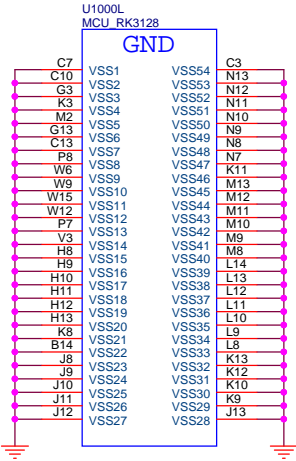 U1000L
MCU_RK3128
GND
C7 VSS1 VSS54 C3
C10 VSS2 VSS53 N13
G3 VSS3 VSS52 N12
K3 VSS4 VSS51 N11
M2 VSS5 VSS50 N10
G13 VSS6 VSS49 N9
C13 VSS7 VSS48 N8
P8 VSS8 VSS47 N7
W6 VSS9 VSS46 K11
W9 VSS10 VSS45 M13
W15 VSS11 VSS44 M12
W12 VSS12 VSS43 M11
P7 VSS13 VSS42 M10
V3 VSS14 VSS41 M9
H8 VSS15 VSS40 M8
H9 VSS16 VSS39 L14
H10 VSS17 VSS38 L13
H11 VSS18 VSS37 L12
H12 VSS19 VSS36 L11
H13 VSS20 VSS35 L10
K8 VSS21 VSS34 L9
B14 VSS22 VSS33 L8
J8 VSS23 VSS32 K13
J9 VSS24 VSS31 K12
J10 VSS25 VSS30 K10
J11 VSS26 VSS29 K9
J12 VSS27 VSS28 J13